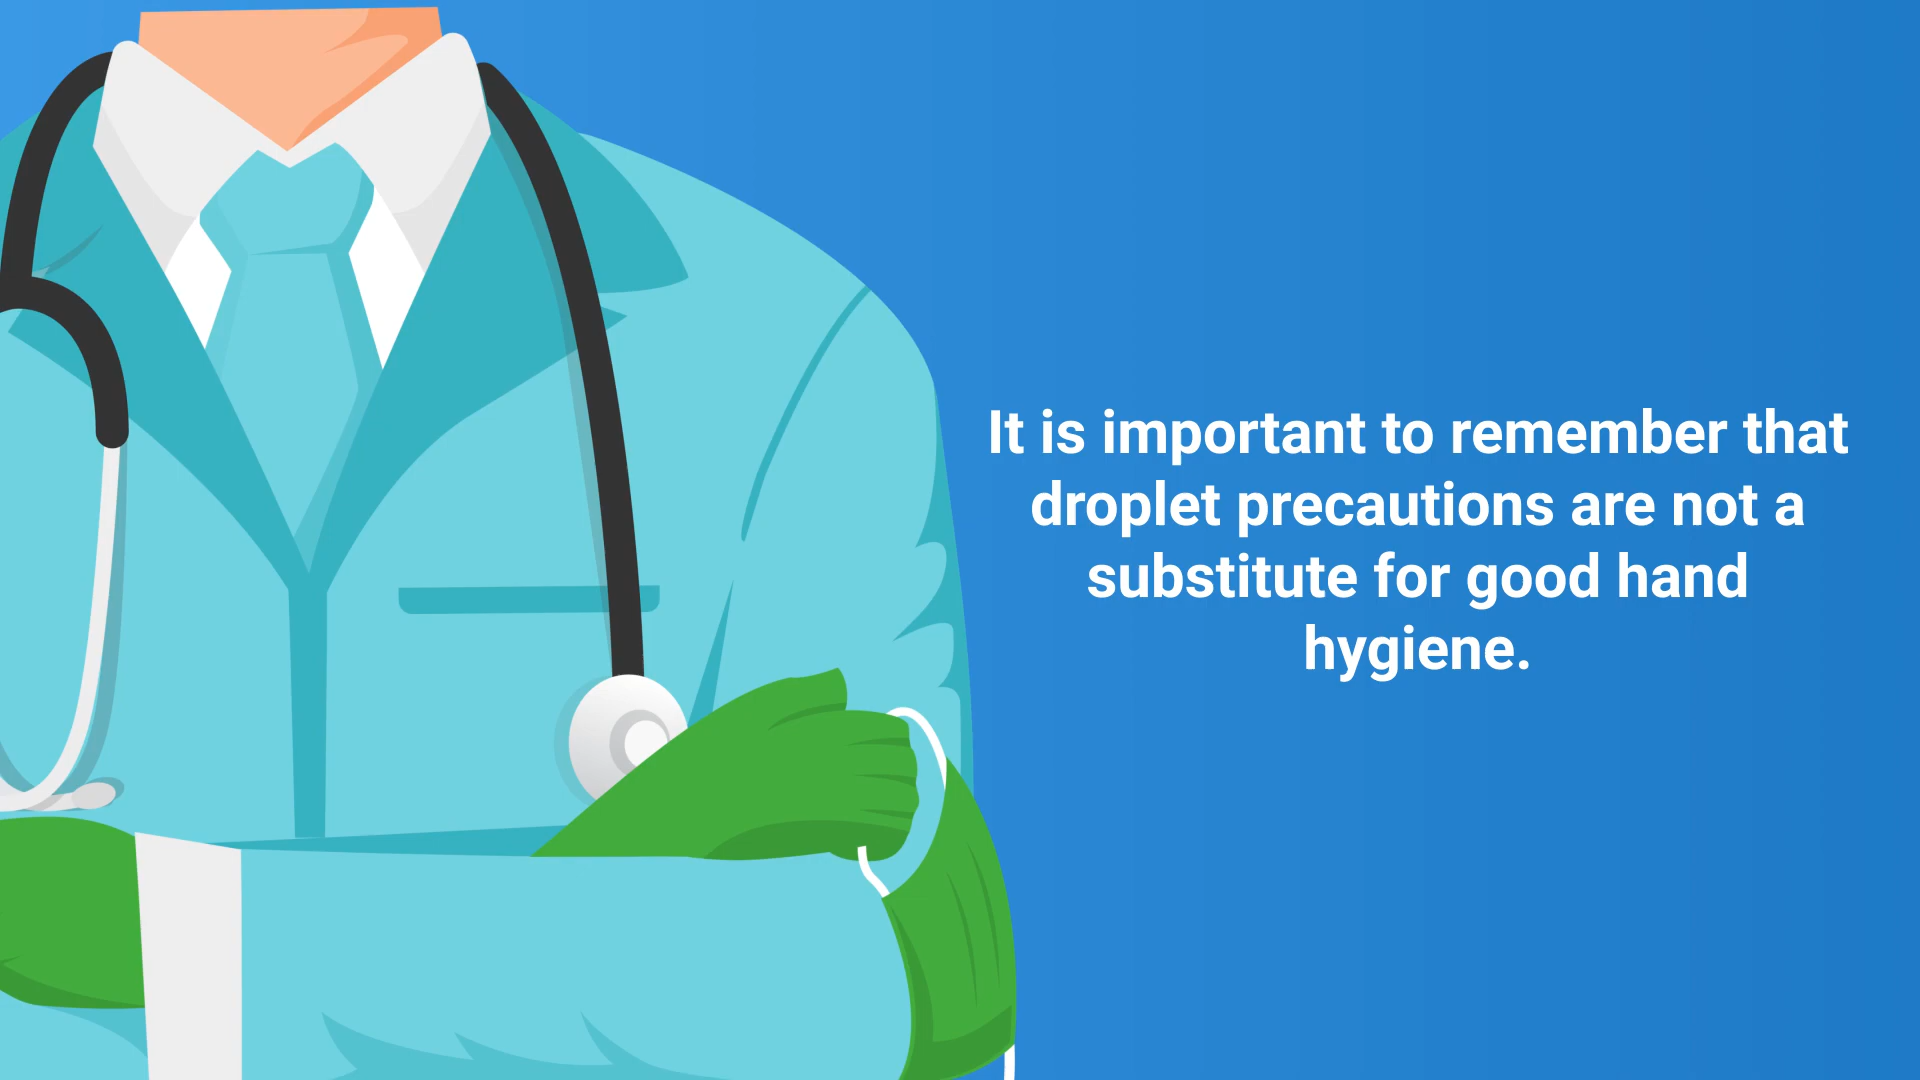 It is important to remember that
droplet precautions are not a
substitute for good hand
hygiene.